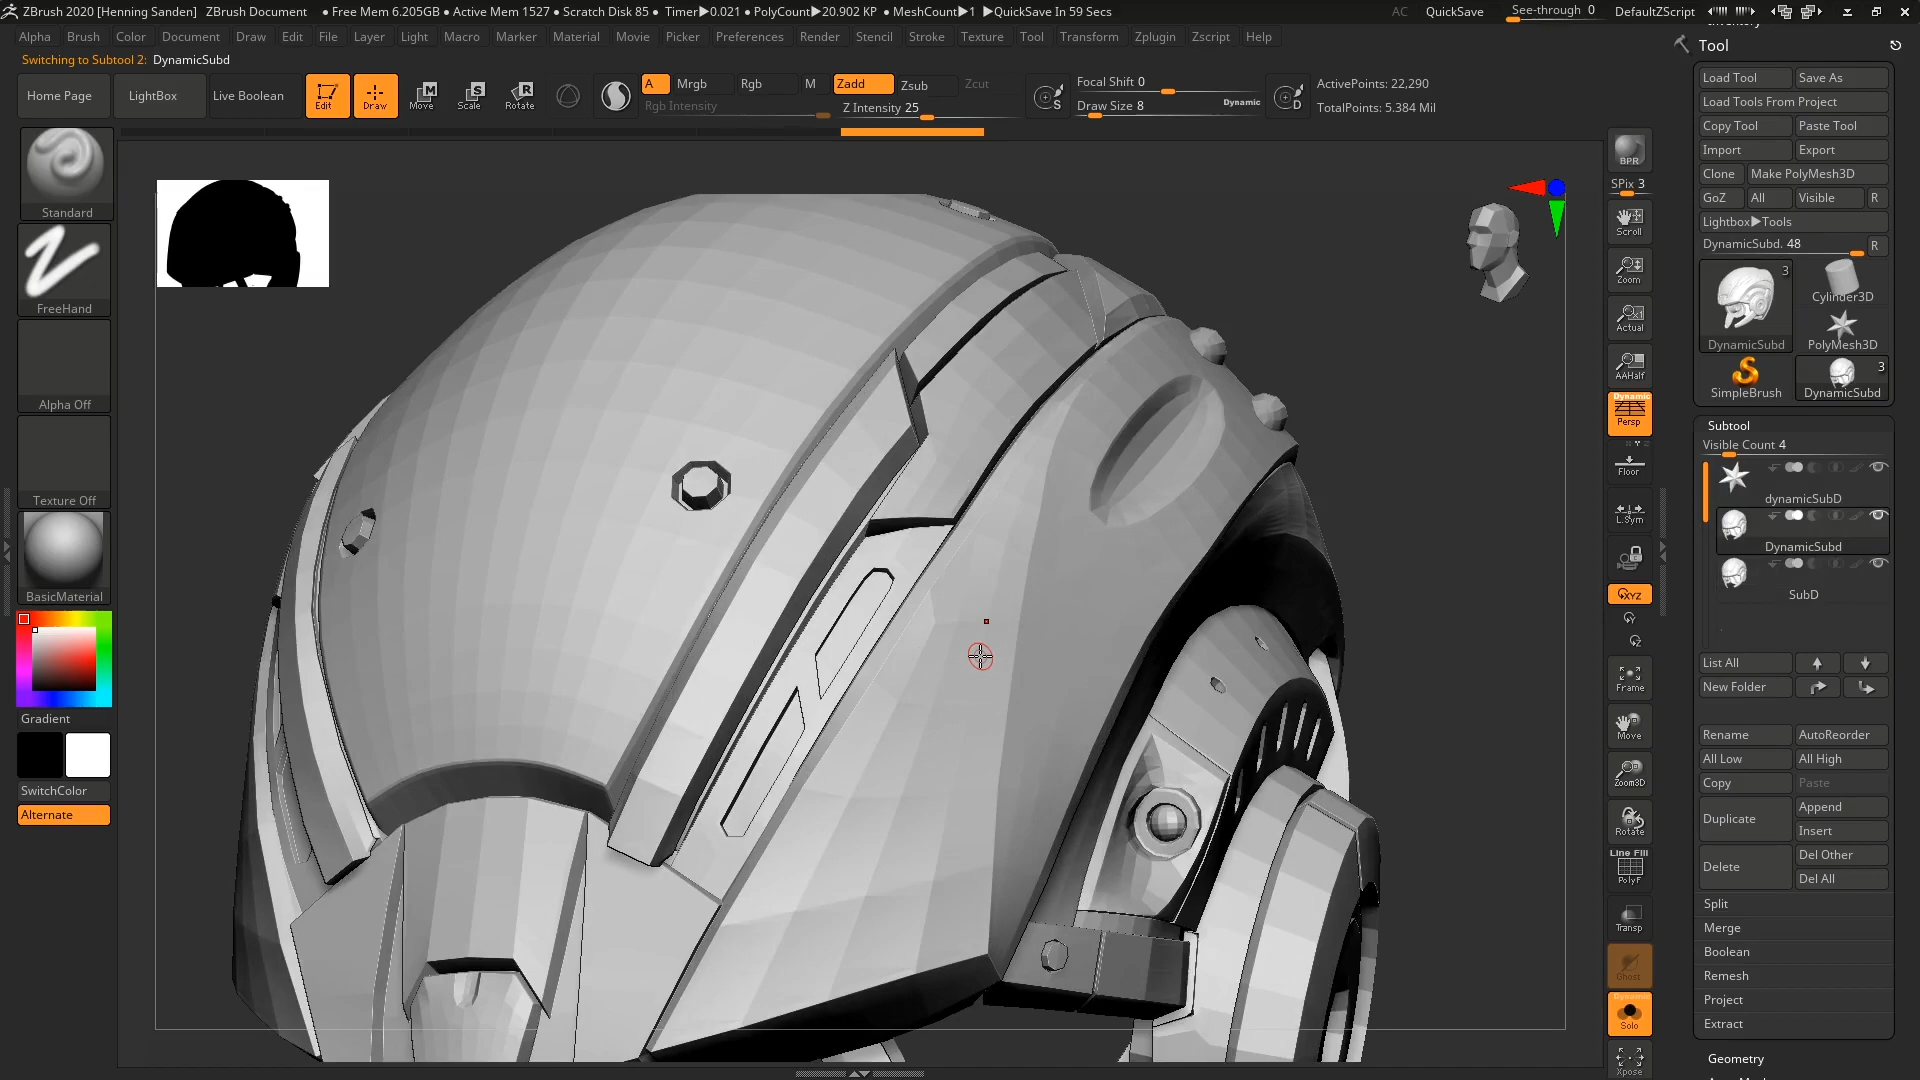 ZBrush 2020 [Henning Sanden] ZBrush Document • Free Mem 6.205GB • Active Mem 1527 • Scratch Disk 85 • Timer▶0.021 • PolyCount▶20.902 KP • MeshCount▶1 ▶QuickSave In 59 Secs AC QuickSave See-through 0 DefaultZScript
Alpha Brush Color Document Draw Edit File Layer Light Macro Marker Material Movie Picker Preferences Render Stencil Stroke Texture Tool Transform Zplugin Zscript Help
Switching to Subtool 2: DynamicSubd
Home Page LightBox Live Boolean Edit Draw Move Scale Rotate A Mrgb Rgb M Zadd Zsub Zcut
Rgb Intensity Z Intensity 25
S Focal Shift 0
Draw Size 8 Dynamic D
ActivePoints: 22,290
TotalPoints: 5.384 Mil
Standard
FreeHand
Alpha Off
Texture Off
BasicMaterial
Gradient
SwitchColor
Alternate
BPR
SPix 3
Scroll
Zoom
Actual
AAHalf
Dynamic
Persp
Floor
L.Sym
XYZ
Frame
Move
Zoom3D
Rotate
Line Fill
PolyF
Transp
Ghost
Dynamic
Solo
Xpose
Tool
Load Tool Save As
Load Tools From Project
Copy Tool Paste Tool
Import Export
Clone Make PolyMesh3D
GoZ All Visible R
Lightbox▶Tools
DynamicSubd. 48 R
3
Cylinder3D
DynamicSubd PolyMesh3D
3
SimpleBrush DynamicSubd
Subtool
Visible Count 4
dynamicSubD
DynamicSubd
SubD
List All
New Folder
Rename AutoReorder
All Low All High
Copy Paste
Duplicate Append
Insert
Delete Del Other
Del All
Split
Merge
Boolean
Remesh
Project
Extract
Geometry